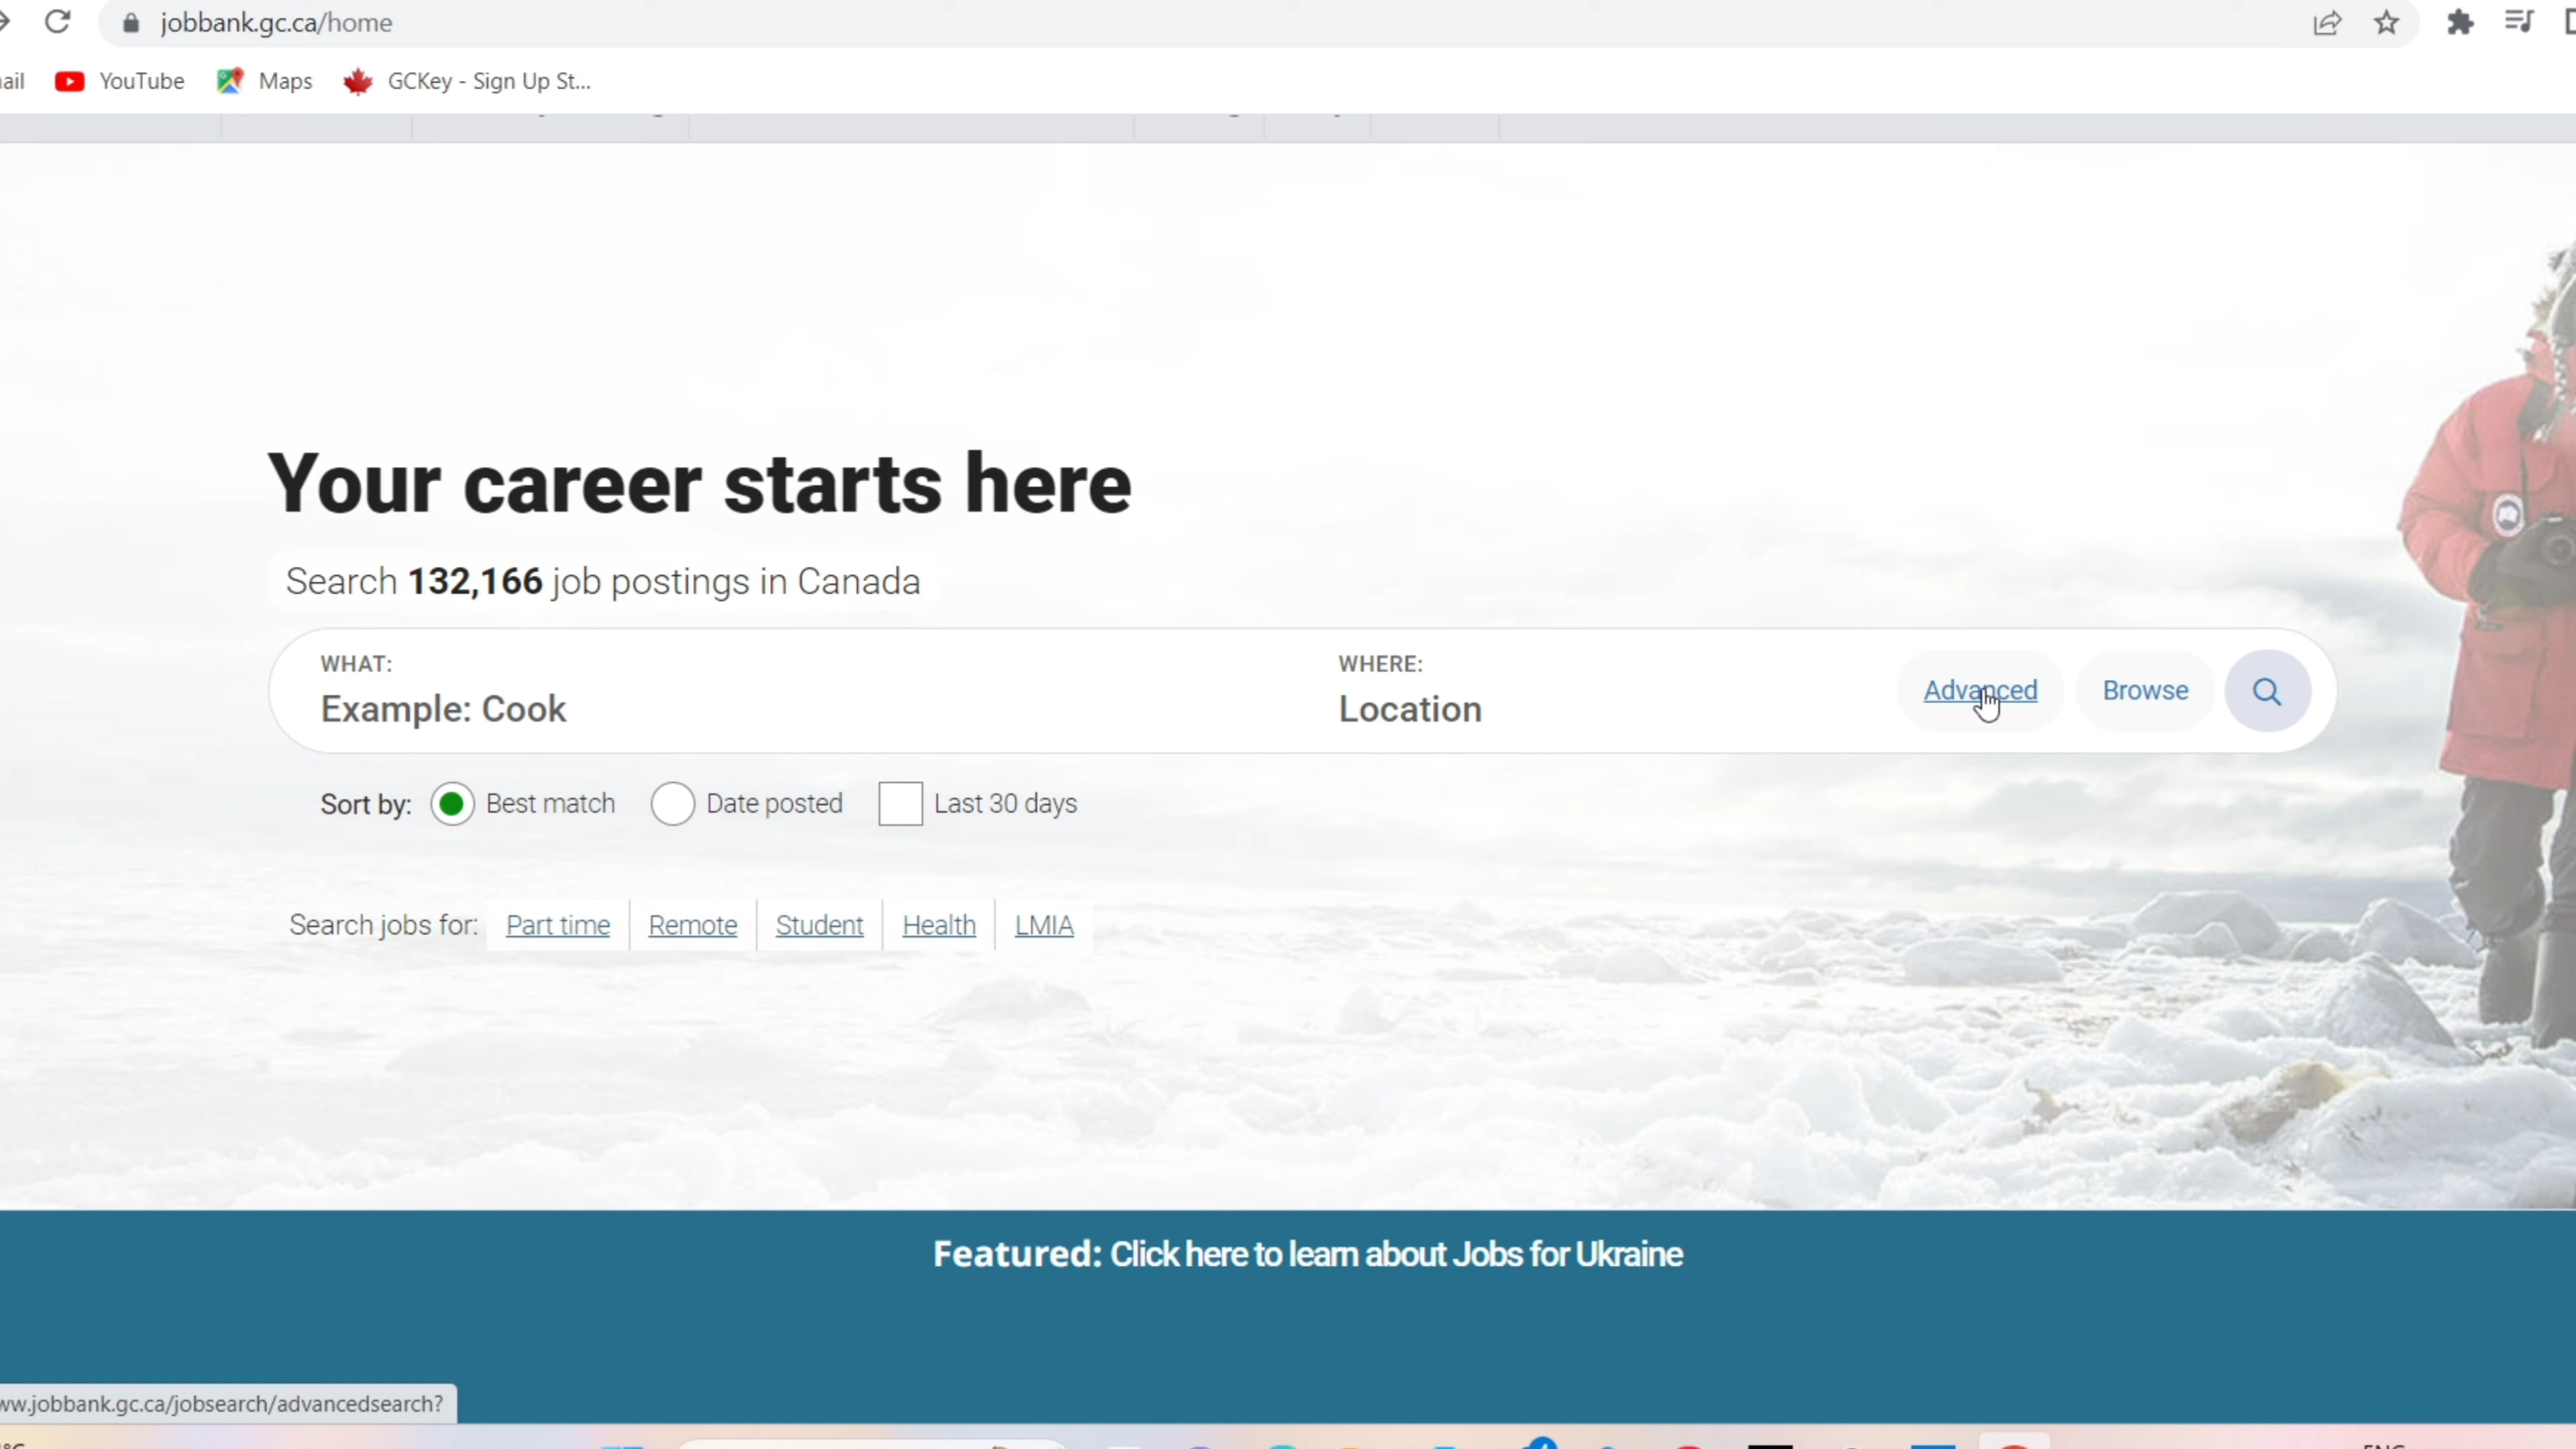 jobbank.gc.ca/home
ail YouTube Maps GCKey - Sign Up St...
Your career starts here
Search 132,166 job postings in Canada
WHAT: WHERE:
Example: Cook Location Advanced Browse
Sort by: Best match Date posted Last 30 days
Search jobs for: Part time Remote Student Health LMIA
Featured: Click here to learn about Jobs for Ukraine
ww.jobbank.gc.ca/jobsearch/advancedsearch?
ENG